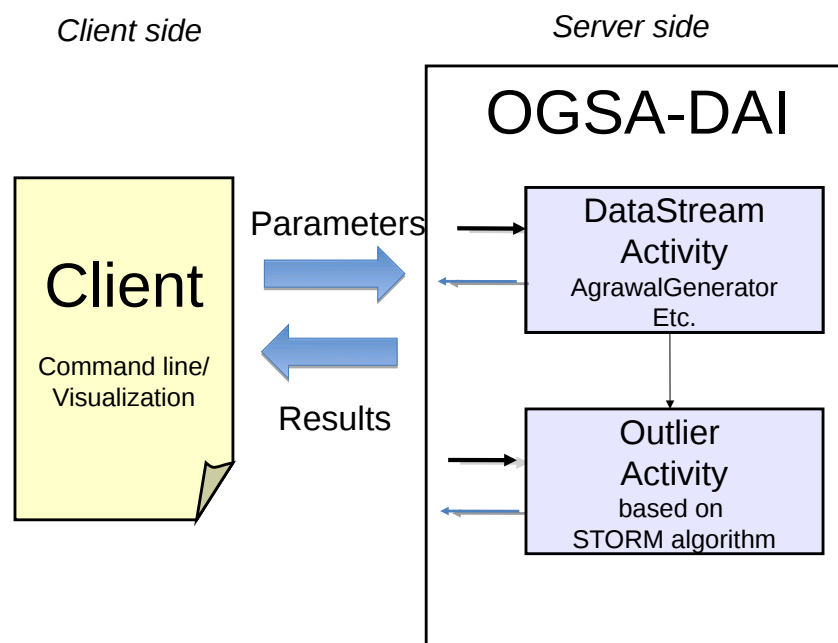 Client side
Server side
OGSA-DAI
Client
Command line/
Visualization
Parameters
Results
DataStream
Activity
AgrawalGenerator
Etc.
Outlier
Activity
based on
STORM algorithm